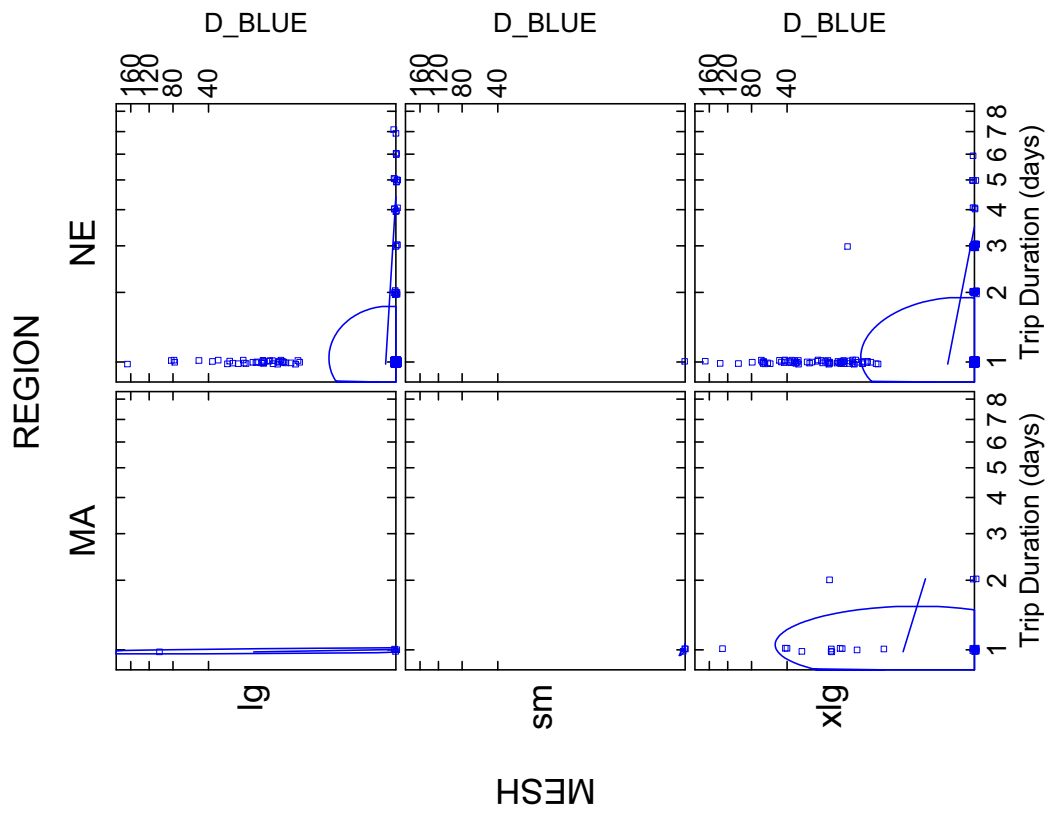 REGION
MA NE
MESH
lg
160
120
80
40
D_BLUE
sm
160
120
80
40
D_BLUE
xlg
160
120
80
40
D_BLUE
1 2 3 4 5 6 7 8
1 2 3 4 5 6 7 8
Trip Duration (days)
Trip Duration (days)